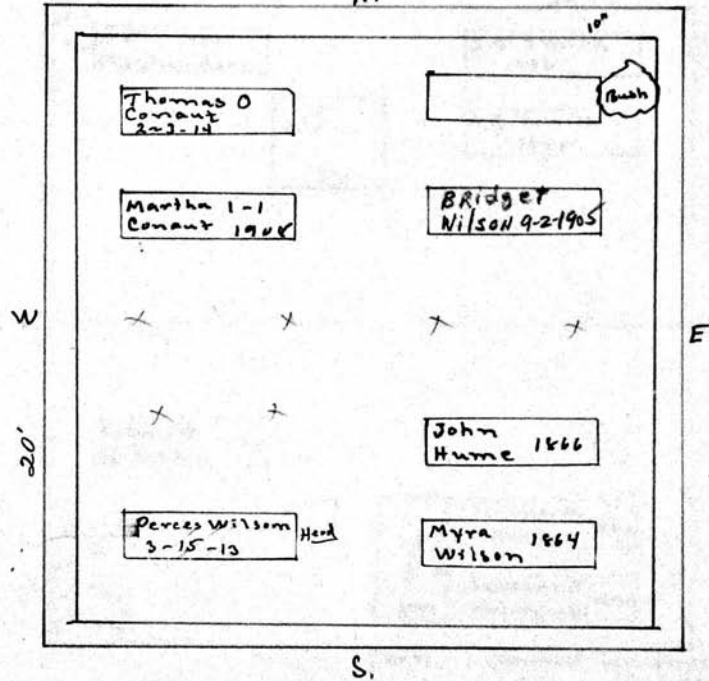 N.
10"
Thomas O
Conant
2-3-14
Bush
Martha 1-1
Conant 1908
BRidget
WilsoN 9-2-1905
W
E
20'
John 1866
Hume
Perces Wilsom
3-15-13
Head
Myra 1864
Wilson
S.